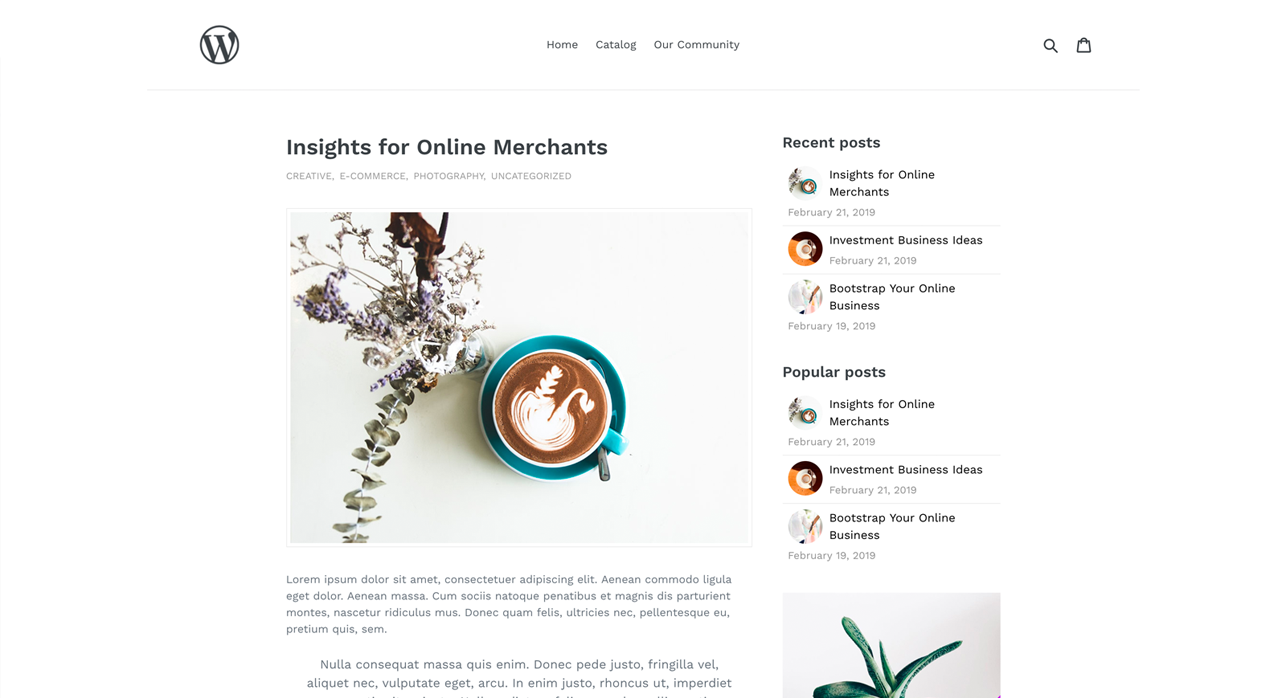 Home Catalog Our Community
Insights for Online Merchants
CREATIVE, E-COMMERCE, PHOTOGRAPHY, UNCATEGORIZED
Lorem ipsum dolor sit amet, consectetuer adipiscing elit. Aenean commodo ligula
eget dolor. Aenean massa. Cum sociis natoque penatibus et magnis dis parturient
montes, nascetur ridiculus mus. Donec quam felis, ultricies nec, pellentesque eu,
pretium quis, sem.
Nulla consequat massa quis enim. Donec pede justo, fringilla vel,
aliquet nec, vulputate eget, arcu. In enim justo, rhoncus ut, imperdiet
Recent posts
Insights for Online
Merchants
February 21, 2019
Investment Business Ideas
February 21, 2019
Bootstrap Your Online
Business
February 19, 2019
Popular posts
Insights for Online
Merchants
February 21, 2019
Investment Business Ideas
February 21, 2019
Bootstrap Your Online
Business
February 19, 2019